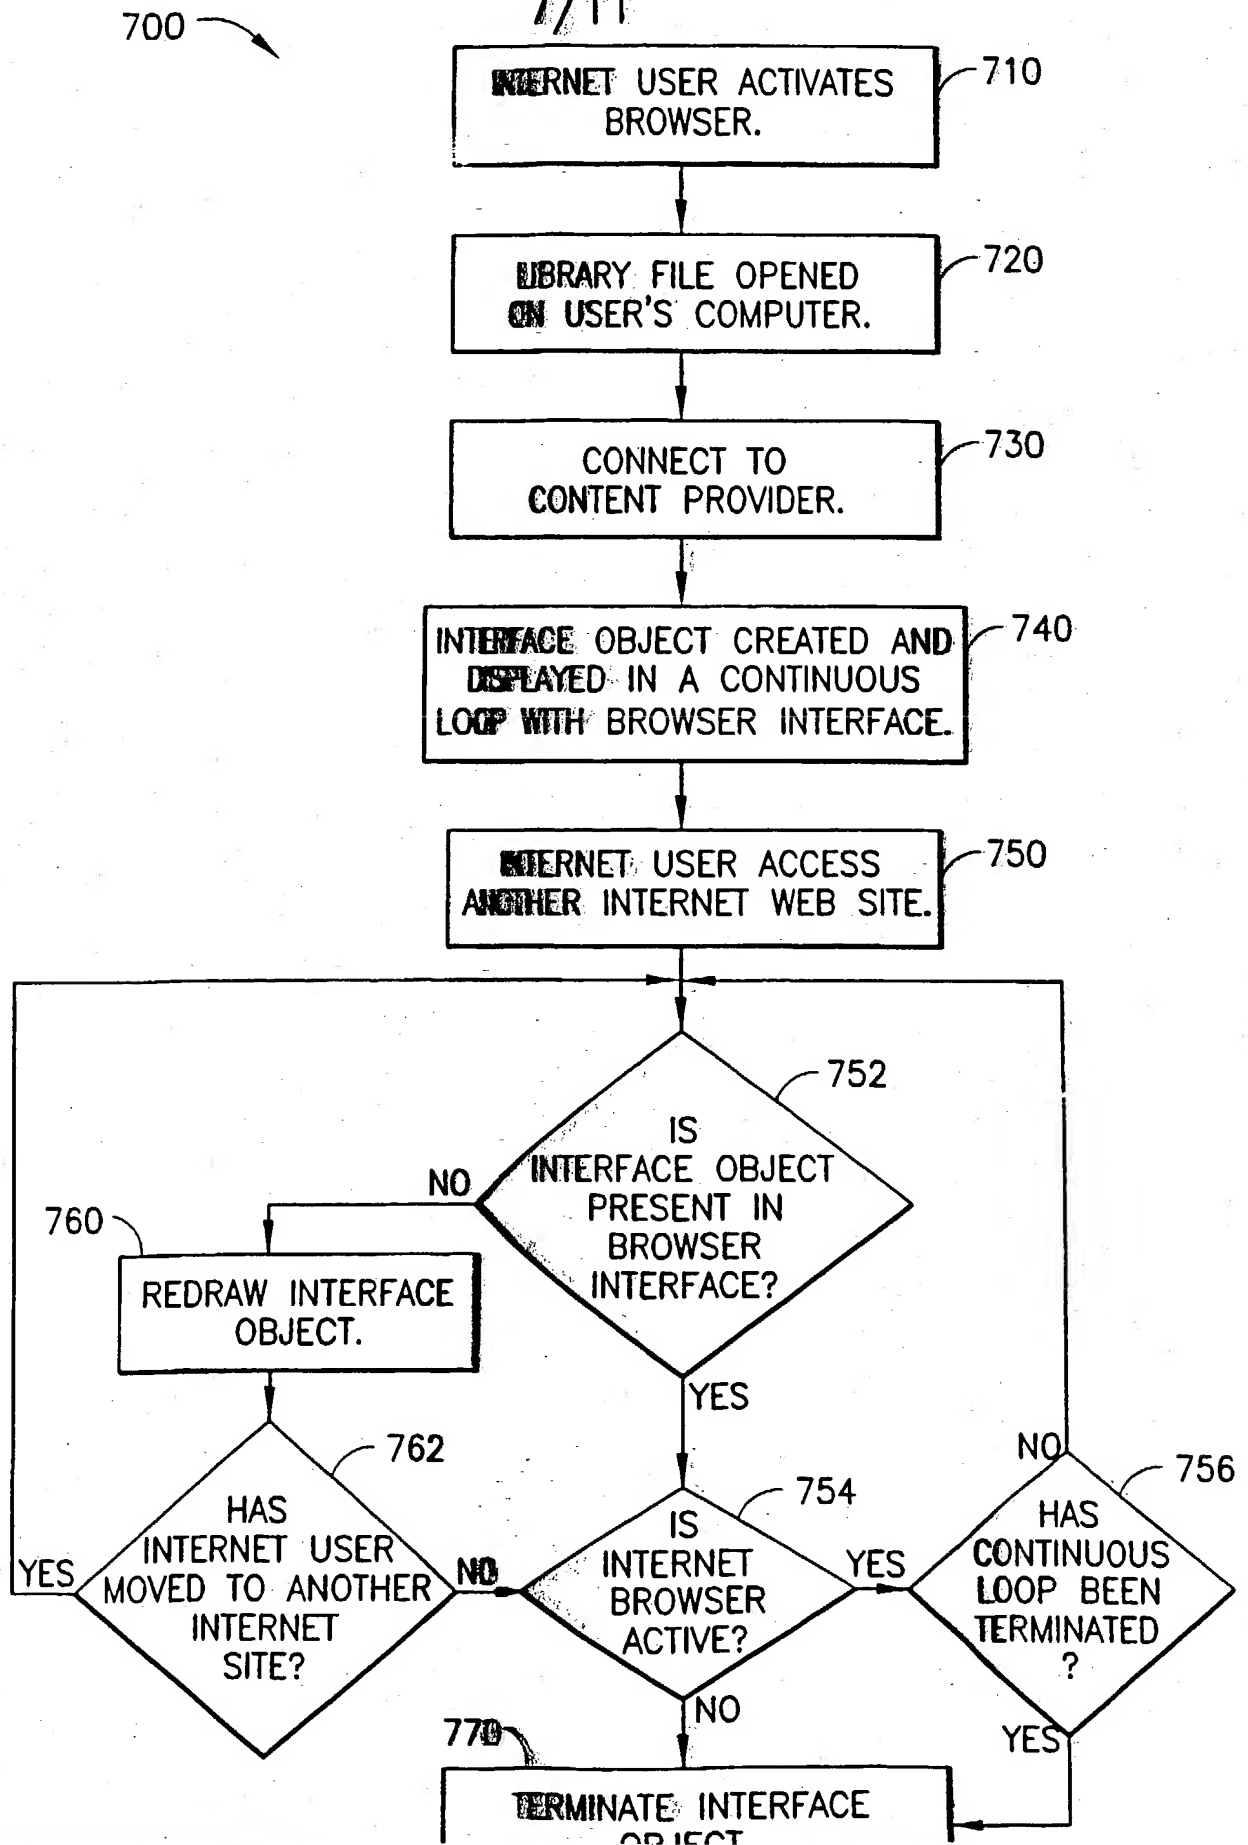 7/11
700
INTERNET USER ACTIVATES
BROWSER.
710
LIBRARY FILE OPENED
ON USER'S COMPUTER.
720
CONNECT TO
CONTENT PROVIDER.
730
INTERFACE OBJECT CREATED AND
DISPLAYED IN A CONTINUOUS
LOOP WITH BROWSER INTERFACE.
740
INTERNET USER ACCESS
ANOTHER INTERNET WEB SITE.
750
752
IS
INTERFACE OBJECT
PRESENT IN
BROWSER
INTERFACE?
NO
760
REDRAW INTERFACE
OBJECT.
YES
762
HAS
INTERNET USER
MOVED TO ANOTHER
INTERNET
SITE?
YES
NO
754
IS
INTERNET
BROWSER
ACTIVE?
YES
NO
756
HAS
CONTINUOUS
LOOP BEEN
TERMINATED
?
NO
YES
770
TERMINATE INTERFACE
OBJECT